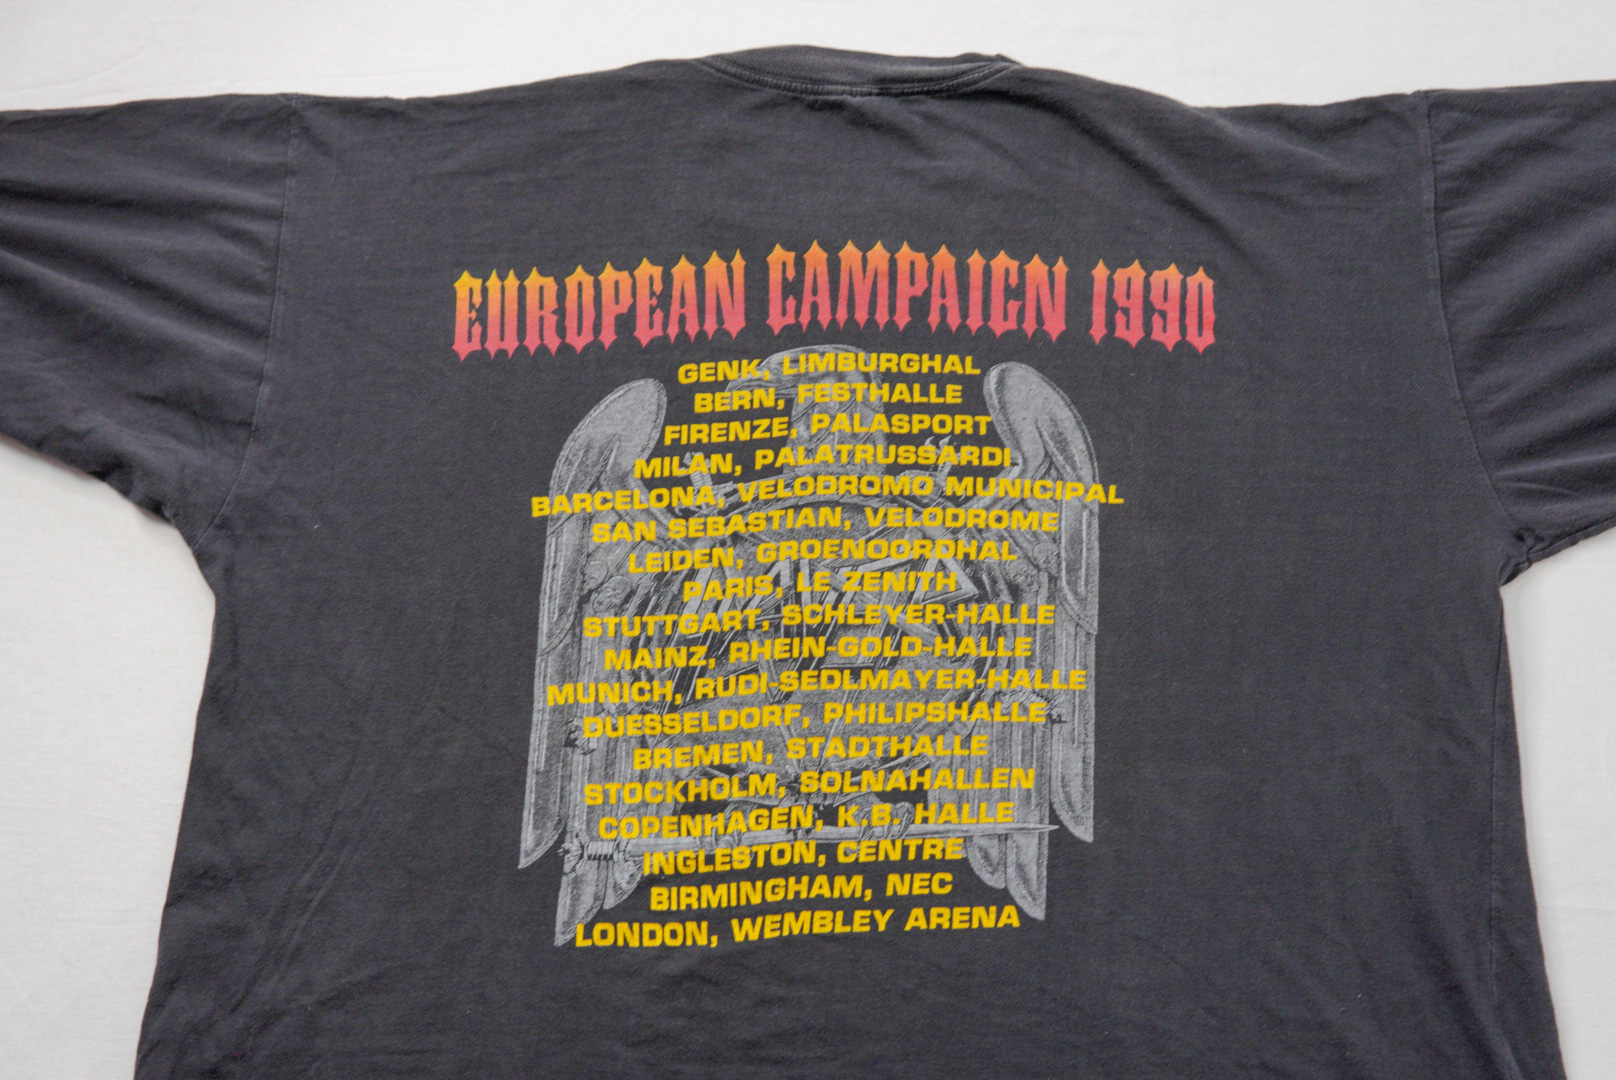 EUROPEAN CAMPAIGN 1990
GENK, LIMBURGHAL
BERN, FESTHALLE
FIRENZE, PALASPORT
MILAN, PALATRUSSARDI
BARCELONA, VELODROMO MUNICIPAL
SAN SEBASTIAN, VELODROME
LEIDEN, GROENOORDHAL
PARIS, LE ZENITH
STUTTGART, SCHLEYER-HALLE
MAINZ, RHEIN-GOLD-HALLE
MUNICH, RUDI-SEDLMAYER-HALLE
DUESSELDORF, PHILIPSHALLE
BREMEN, STADTHALLE
STOCKHOLM, SOLNAHALLEN
COPENHAGEN, K.B. HALLE
INGLESTON, CENTRE
BIRMINGHAM, NEC
LONDON, WEMBLEY ARENA